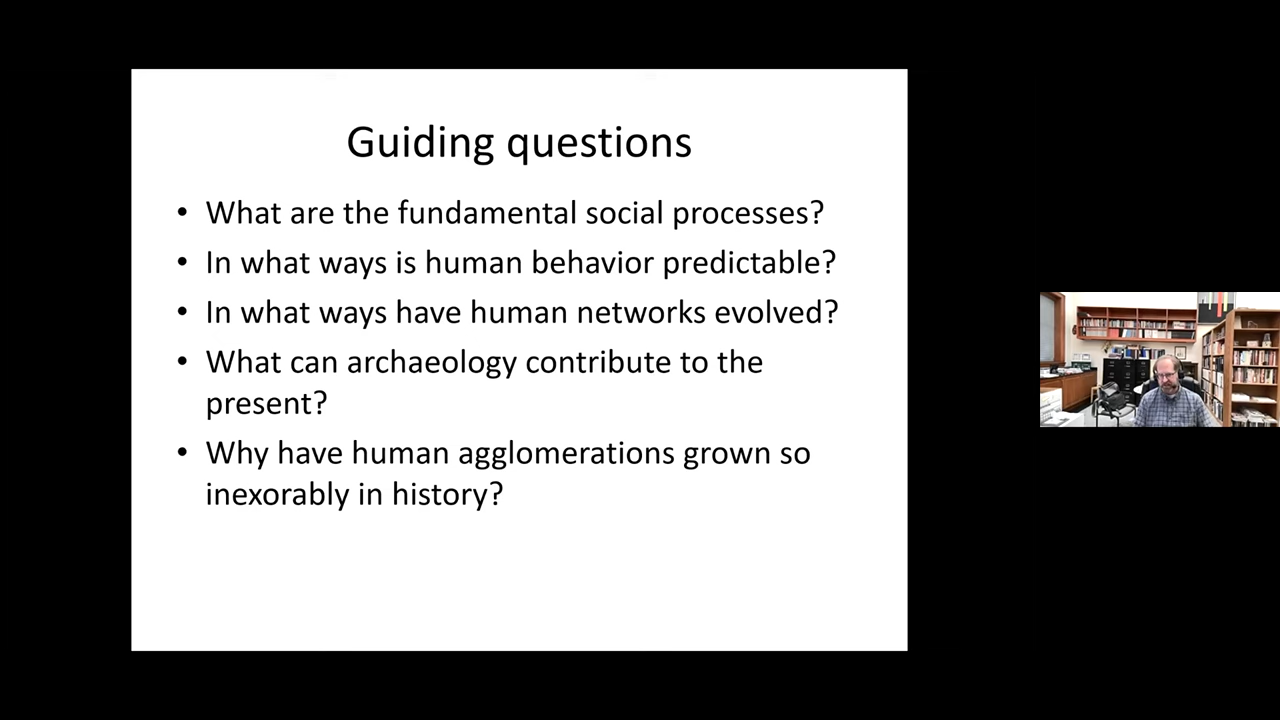 Guiding questions
• What are the fundamental social processes?
• In what ways is human behavior predictable?
• In what ways have human networks evolved?
• What can archaeology contribute to the
present?
• Why have human agglomerations grown so
inexorably in history?